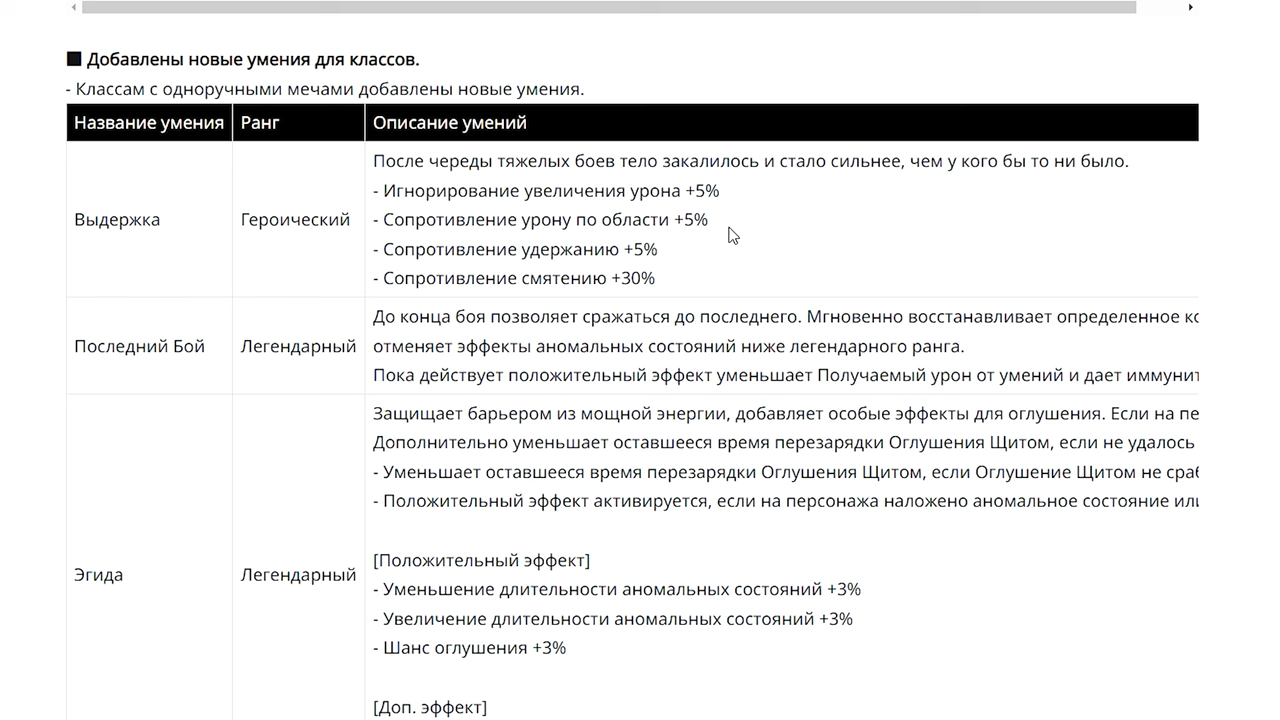 ■ Добавлены новые умения для классов.
- Классам с одноручными мечами добавлены новые умения.
Название умения Ранг Описание умений
Выдержка
Героический
После череды тяжелых боев тело закалилось и стало сильнее, чем у кого бы то ни было.
- Игнорирование увеличения урона +5%
- Сопротивление урону по области +5%
- Сопротивление удержанию +5%
- Сопротивление смятению +30%
Последний Бой
Легендарный
До конца боя позволяет сражаться до последнего. Мгновенно восстанавливает определенное
отменяет эффекты аномальных состояний ниже легендарного ранга.
Пока действует положительный эффект уменьшает Получаемый урон от умений и дает
Эгида
Легендарный
Защищает барьером из мощной энергии, добавляет особые эффекты для оглушения. Если на
Дополнительно уменьшает оставшееся время перезарядки Оглушения Щитом, если не удалось
- Уменьшает оставшееся время перезарядки Оглушения Щитом, если Оглушение Щитом не
- Положительный эффект активируется, если на персонажа наложено аномальное состояние
[Положительный эффект]
- Уменьшение длительности аномальных состояний +3%
- Увеличение длительности аномальных состояний +3%
- Шанс оглушения +3%
[Доп. эффект]